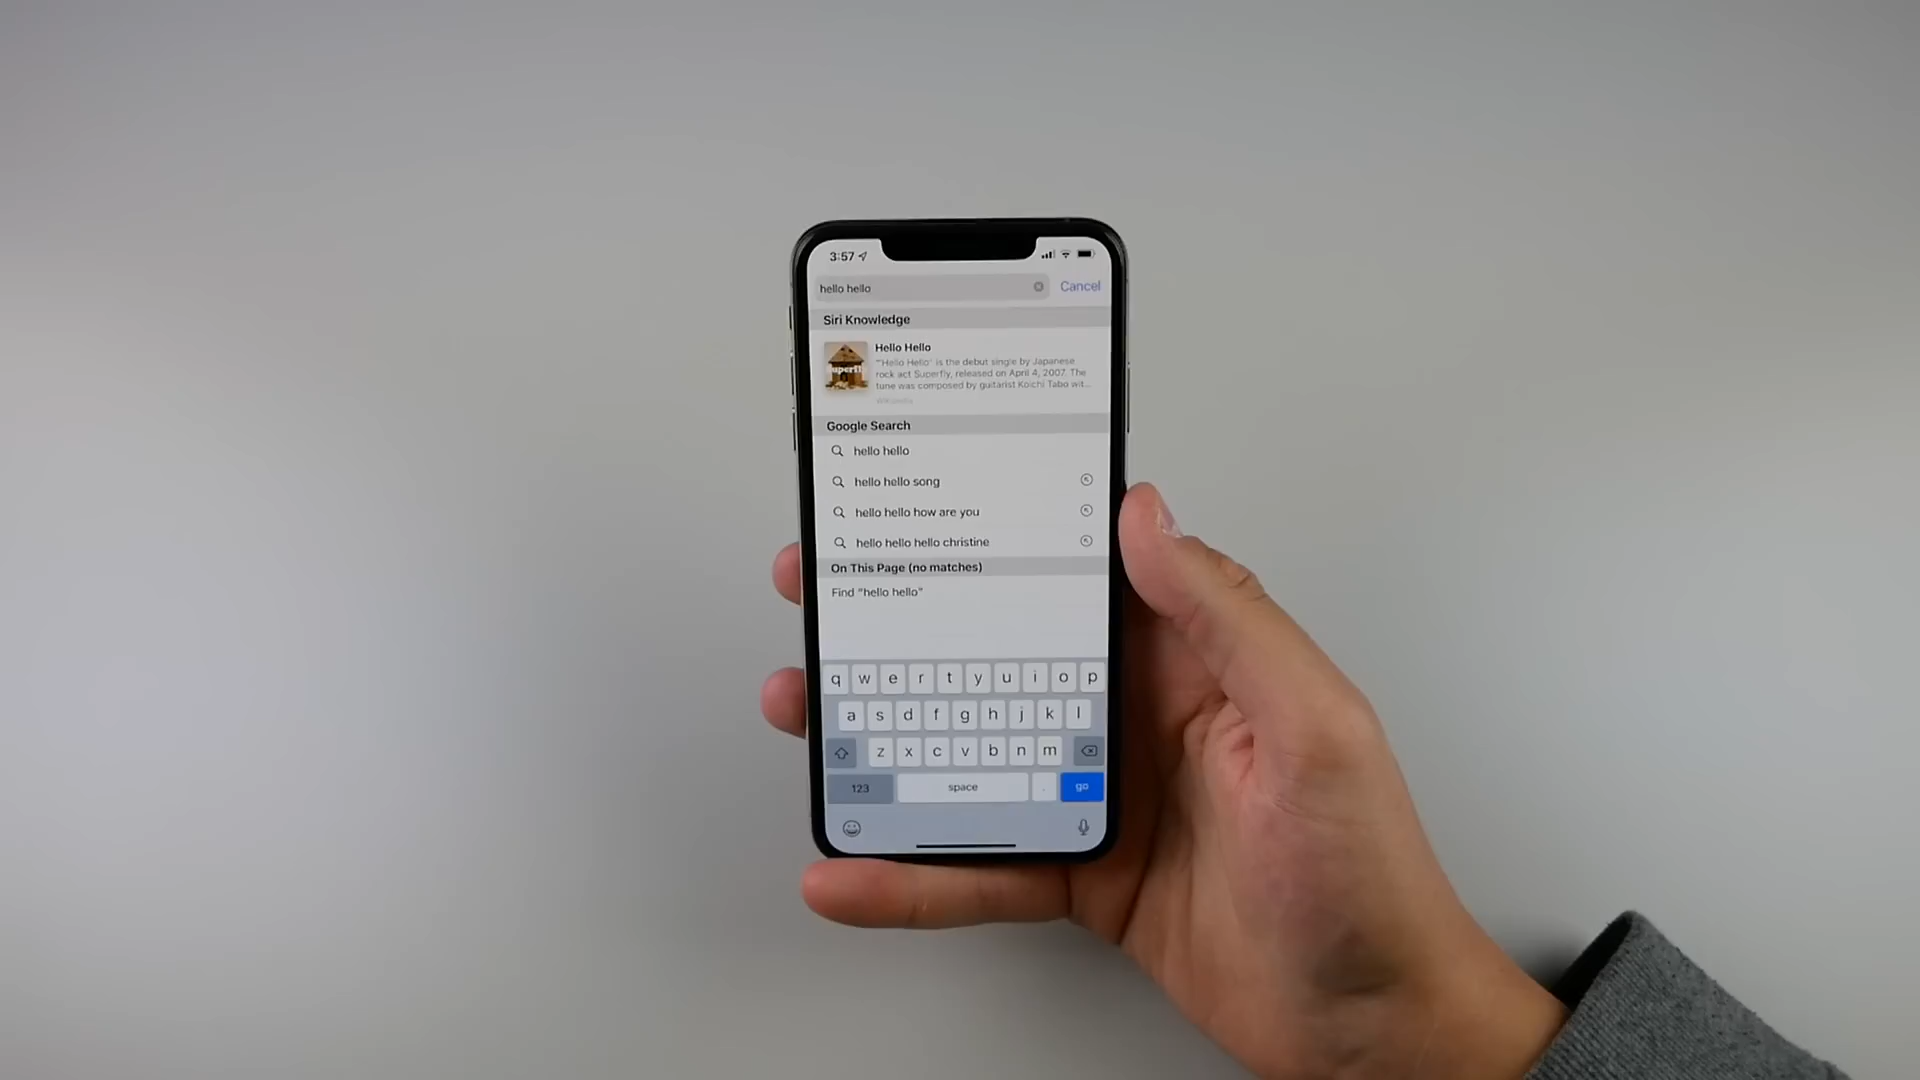 3:57
hello hello
Cancel
Siri Knowledge
Superfly
Hello Hello
"'Hello Hello" is the debut single by Japanese
rock act Superfly, released on April 4, 2007. The
tune was composed by guitarist Koichi Tabo wit...
Wikipedia
Google Search
hello hello
hello hello song
hello hello how are you
hello hello hello christine
On This Page (no matches)
Find "hello hello"
q w e r t y u i o p
a s d f g h j k l
z x c v b n m
123 space . go